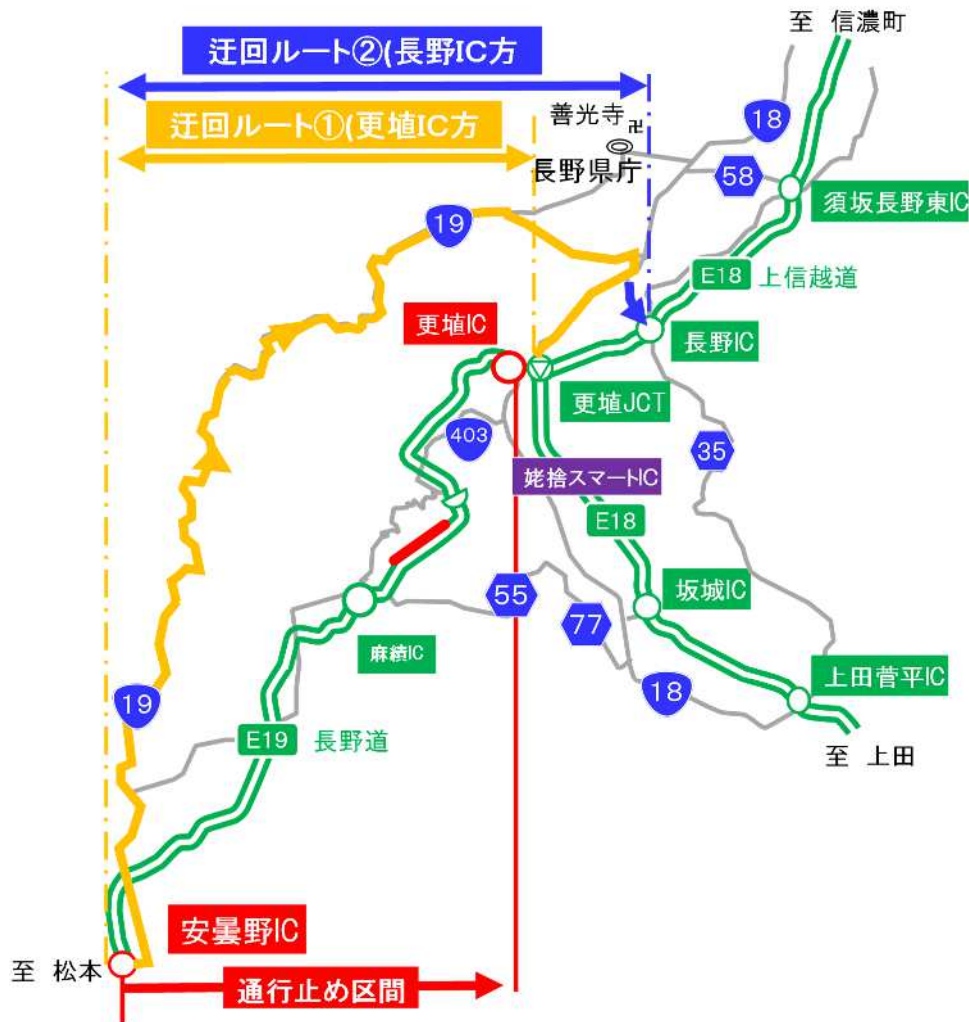 至 信濃町
迂回ルート②(長野IC方
迂回ルート①(更埴IC方
善光寺
卍
長野県庁
18
58
須坂長野東IC
19
E18
上信越道
更埴IC
長野IC
更埴JCT
403
35
姨捨スマートIC
E18
坂城IC
55
77
麻績IC
上田菅平IC
18
19
E19
長野道
至 上田
安曇野IC
至 松本
通行止め区間